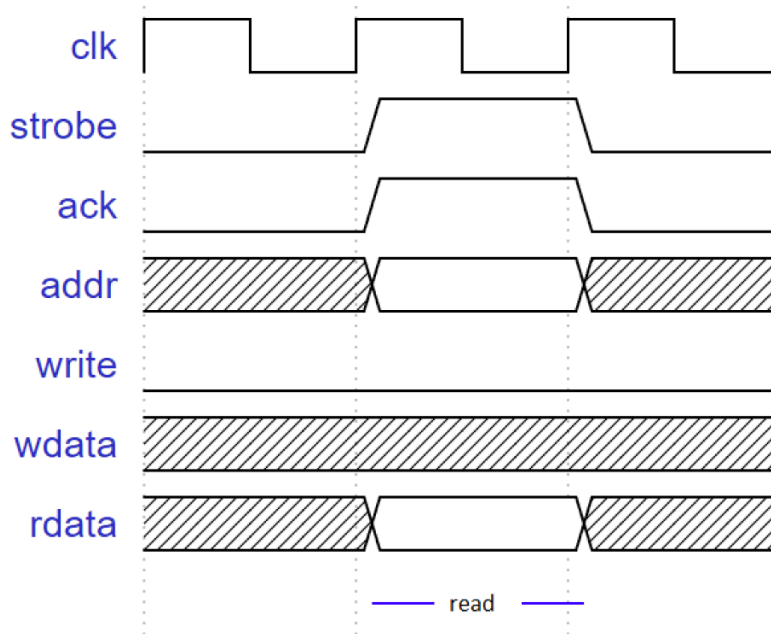 clk
strobe
ack
addr
write
wdata
rdata
read